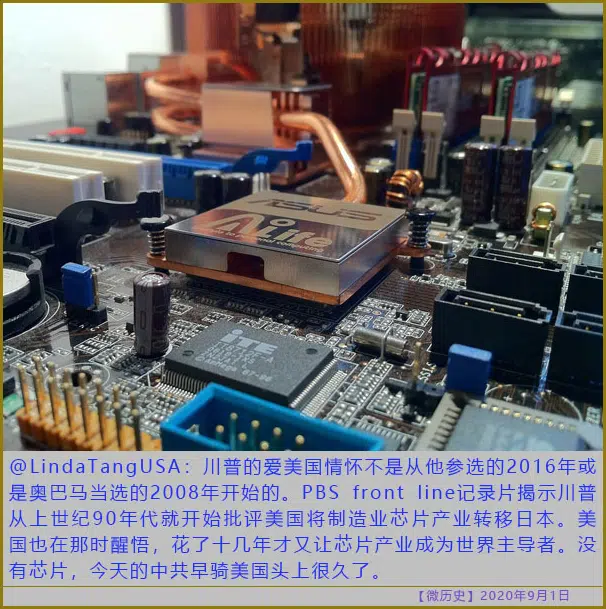 ASUS
AiLife
iTE
@LindaTangUSA：川普的爱美国情怀不是从他参选的2016年或
是奥巴马当选的2008年开始的。PBS front line记录片揭示川普
从上世纪90年代就开始批评美国将制造业芯片产业转移日本。美
国也在那时醒悟，花了十几年才又让芯片产业成为世界主导者。没
有芯片，今天的中共早骑美国头上很久了。
【微历史】2020年9月1日